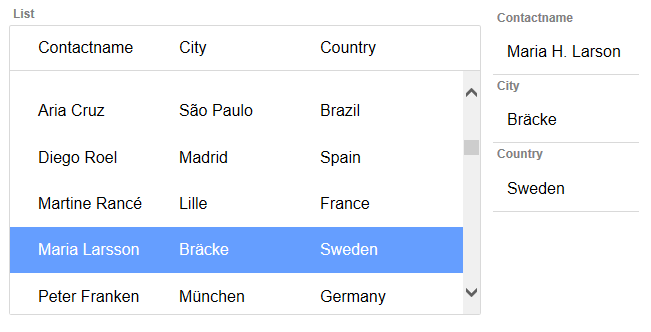 List
Contactname City Country
Aria Cruz São Paulo Brazil
Diego Roel Madrid Spain
Martine Rancé Lille France
Maria Larsson Bräcke Sweden
Peter Franken München Germany
Contactname
Maria H. Larson
City
Bräcke
Country
Sweden